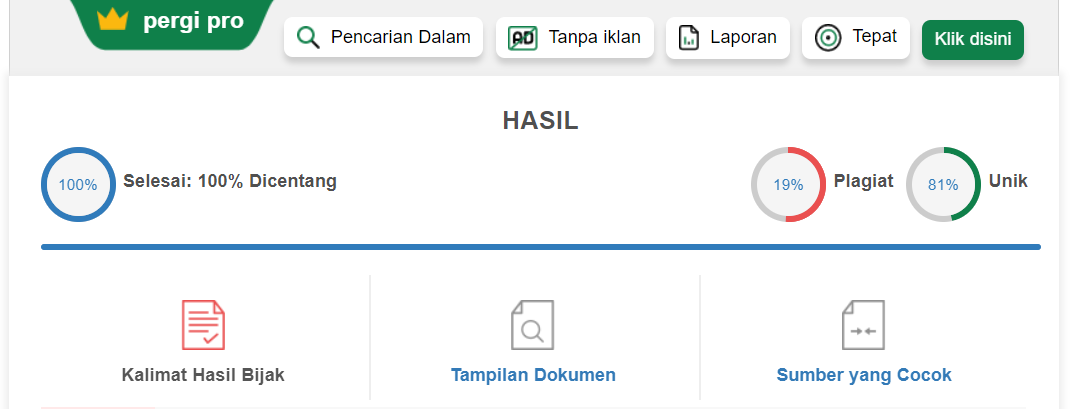 pergi pro
Pencarian Dalam
AD
Tanpa iklan
Laporan
Tepat
Klik disini
HASIL
100%
Selesai: 100% Dicentang
19%
Plagiat
81%
Unik
Kalimat Hasil Bijak
Tampilan Dokumen
Sumber yang Cocok